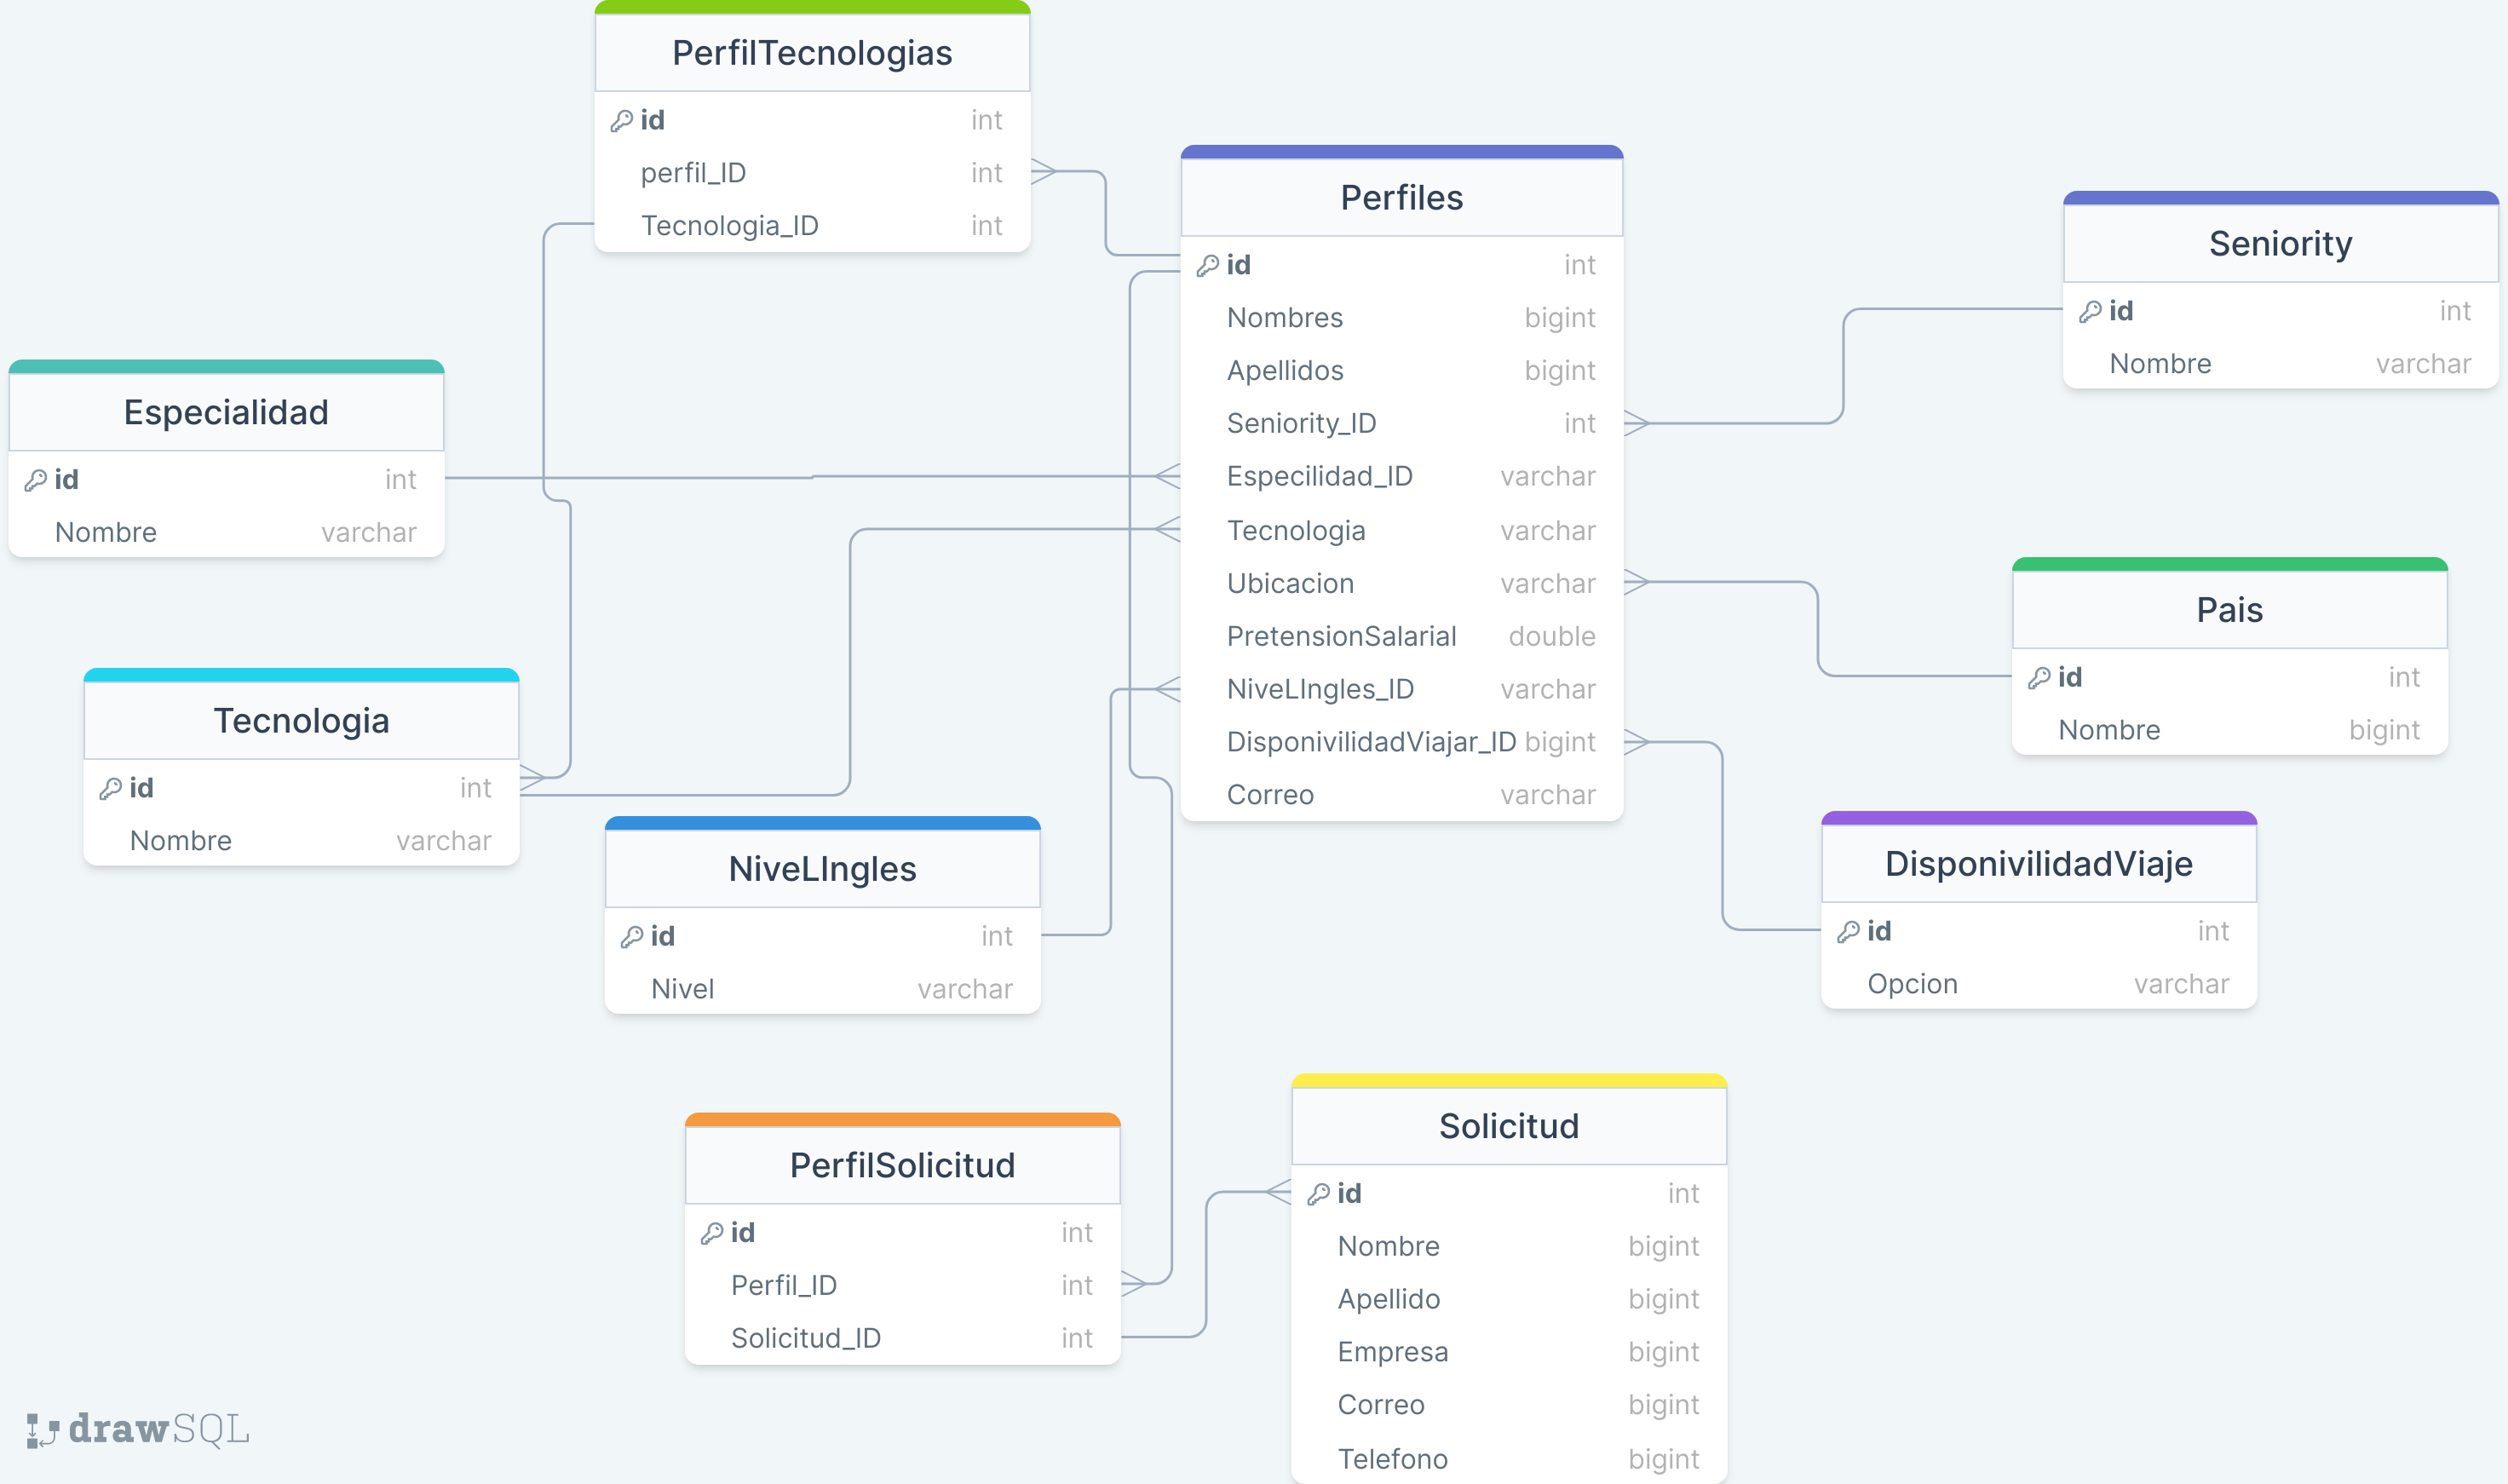 PerfilTecnologias
id int
perfil_ID int
Tecnologia_ID int
Perfiles
id int
Nombres bigint
Apellidos bigint
Seniority_ID int
Especilidad_ID varchar
Tecnologia varchar
Ubicacion varchar
PretensionSalarial double
NiveLIngles_ID varchar
DisponivilidadViajar_ID bigint
Correo varchar
Seniority
id int
Nombre varchar
Especialidad
id int
Nombre varchar
Pais
id int
Nombre bigint
Tecnologia
id int
Nombre varchar
NiveLIngles
id int
Nivel varchar
DisponivilidadViaje
id int
Opcion varchar
PerfilSolicitud
id int
Perfil_ID int
Solicitud_ID int
Solicitud
id int
Nombre bigint
Apellido bigint
Empresa bigint
Correo bigint
Telefono bigint
drawSQL